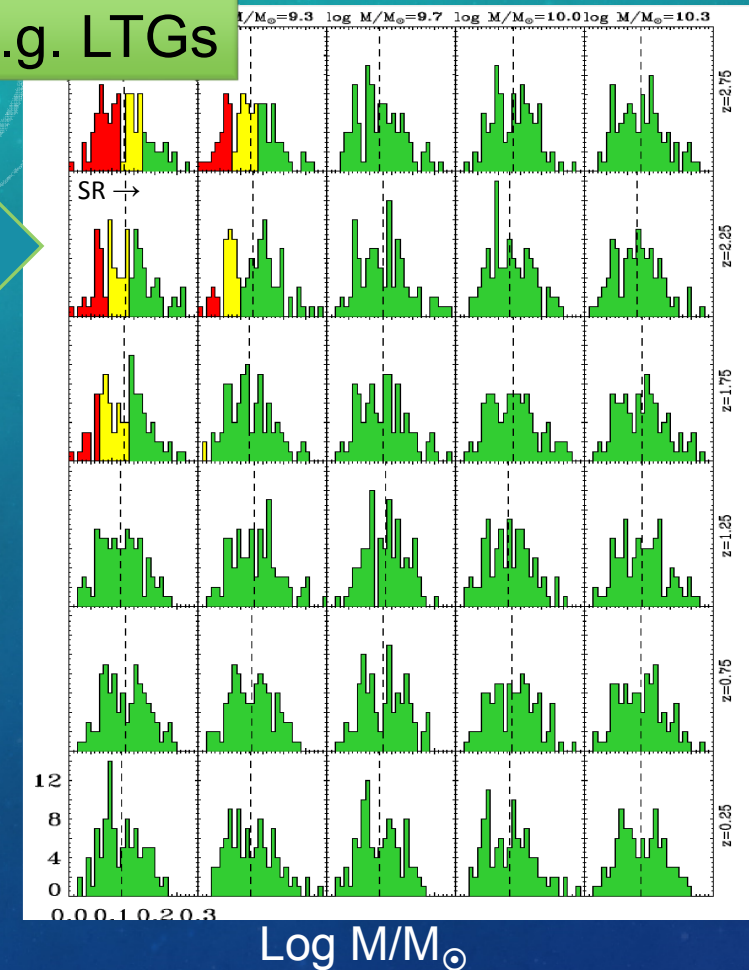 .g. LTGs
M/M⊙=9.3 log M/M⊙=9.7 log M/M⊙=10.0 log M/M⊙=10.3
z=2.75
SR →
z=2.25
z=1.75
z=1.25
z=0.75
12
8
4
0
z=0.25
0.0 0.1 0.2 0.3
Log M/M⊙